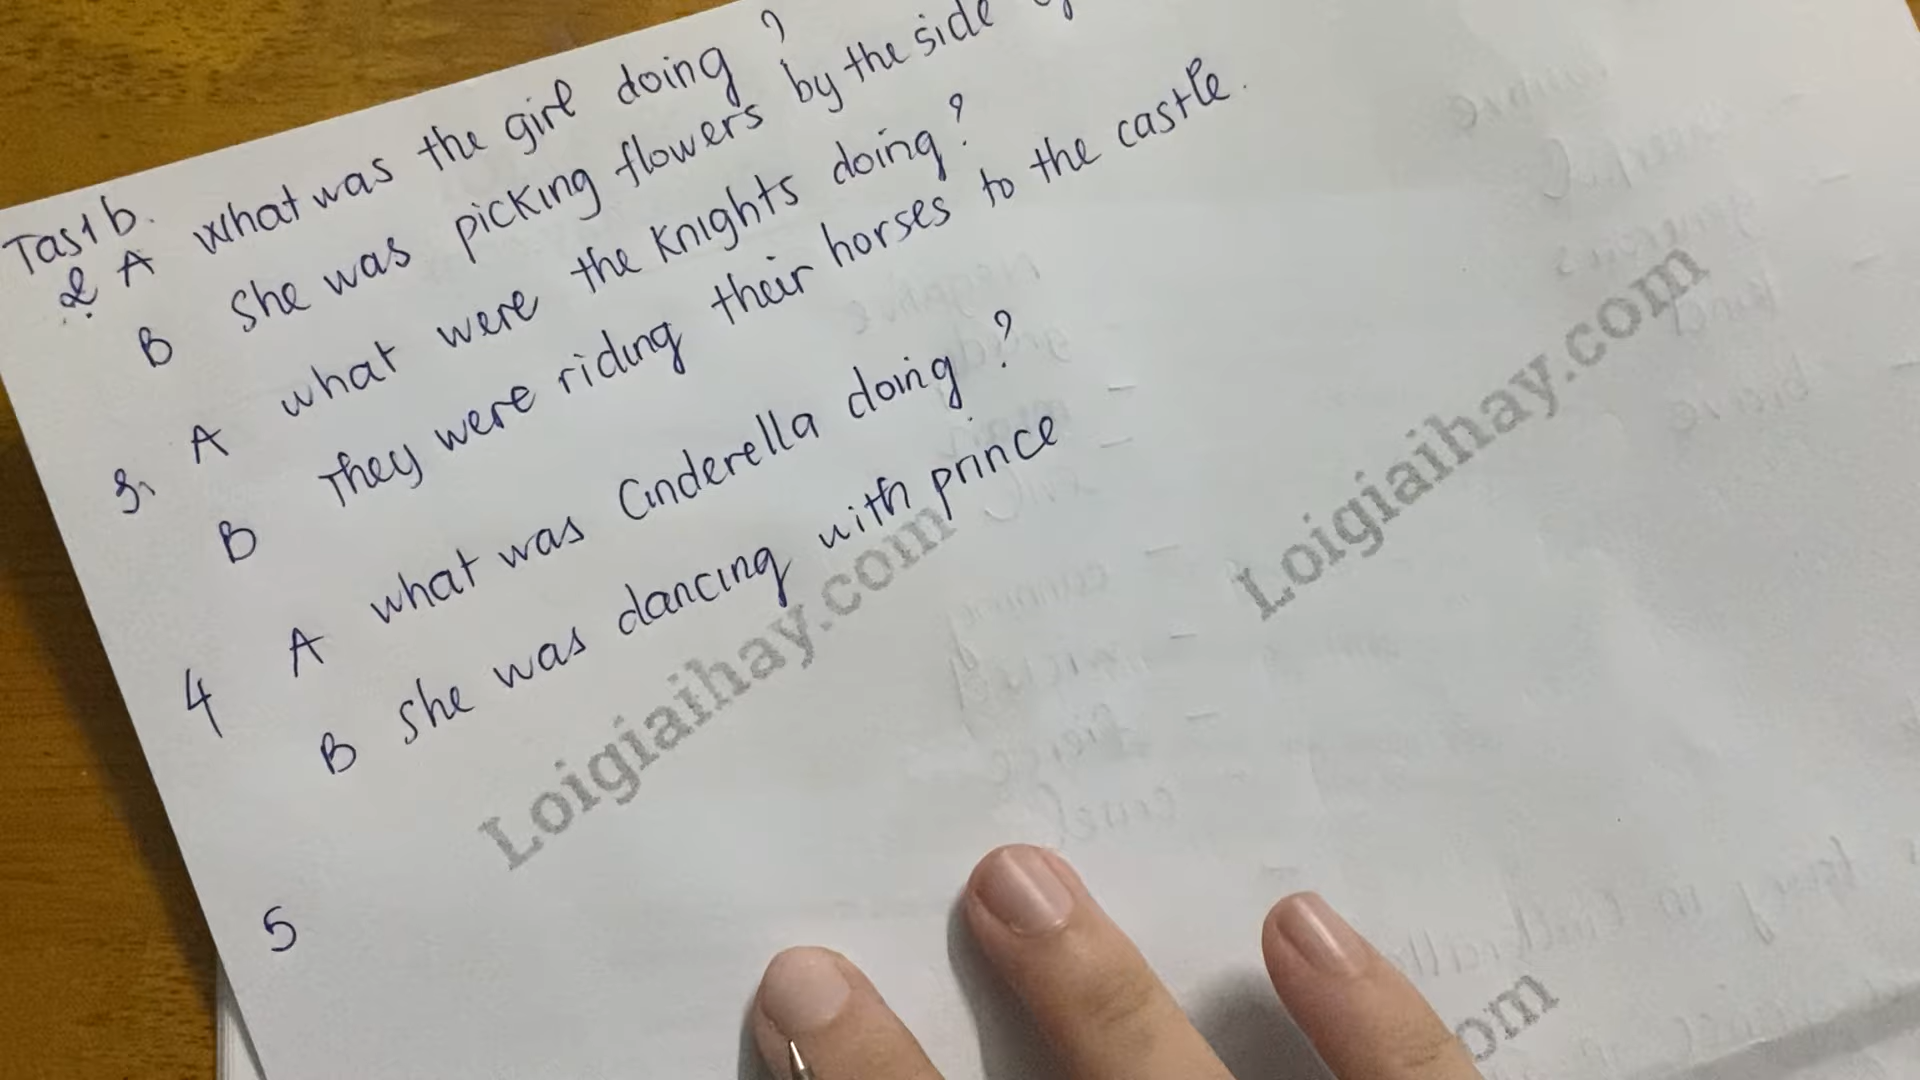 Tas1 b.
2 A What was the girl doing?
B She was picking flowers by the side
3. A what were the knights doing?
B They were riding their horses to the castle.
4 A what was Cinderella doing?
B She was dancing with prince
5
Loigiaihay.com
Loigiaihay.com
om